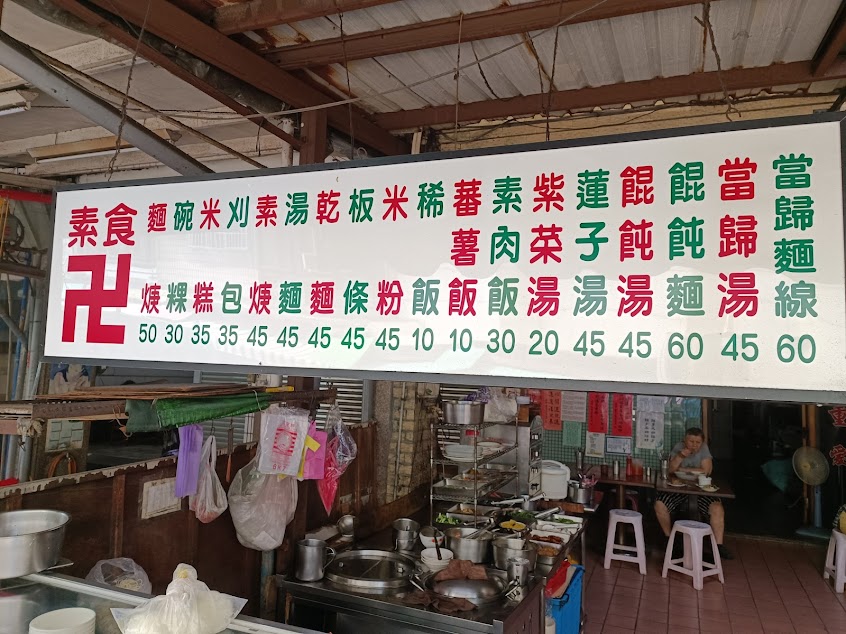 素食
卍
麵焿 50
碗粿 30
米糕 35
刈包 35
素焿 45
湯麵 45
乾麵 45
板條 45
米粉 45
稀飯 10
蕃薯飯 10
素肉飯 30
紫菜湯 20
蓮子湯 45
餛飩湯 45
餛飩麵 60
當歸湯 45
當歸麵線 60